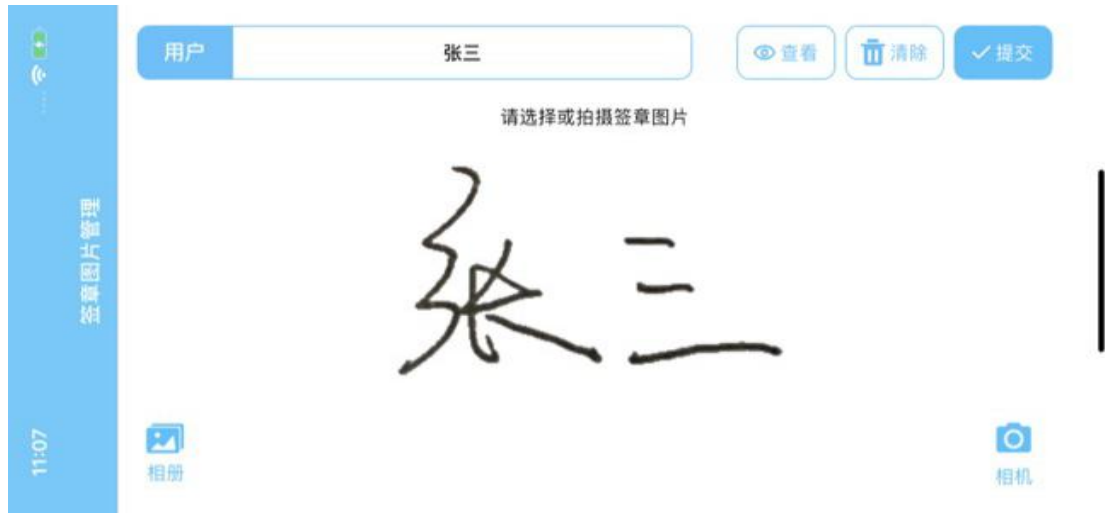 11:07
签章图片管理
用户 张三 查看 清除 提交
请选择或拍摄签章图片
张三
相册 相机